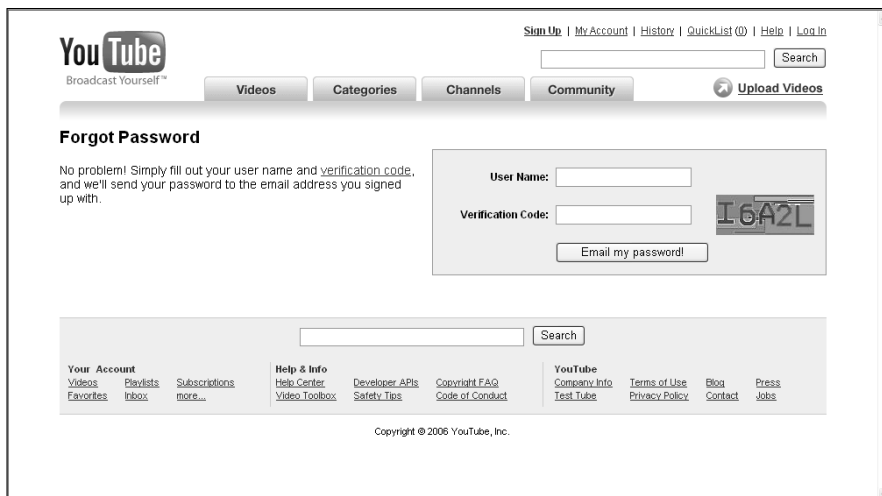 Sign Up | My Account | History | QuickList (0) | Help | Log In
You Tube
Broadcast Yourself™
Search
Videos Categories Channels Community Upload Videos
Forgot Password
No problem! Simply fill out your user name and verification code,
and we'll send your password to the email address you signed
up with.
User Name:
Verification Code:
I6A2L
Email my password!
Search
Your Account
Videos Playlists Subscriptions
Favorites Inbox more...
Help & Info
Help Center Developer APIs Copyright FAQ
Video Toolbox Safety Tips Code of Conduct
YouTube
Company Info Terms of Use Blog Press
Test Tube Privacy Policy Contact Jobs
Copyright © 2006 YouTube, Inc.